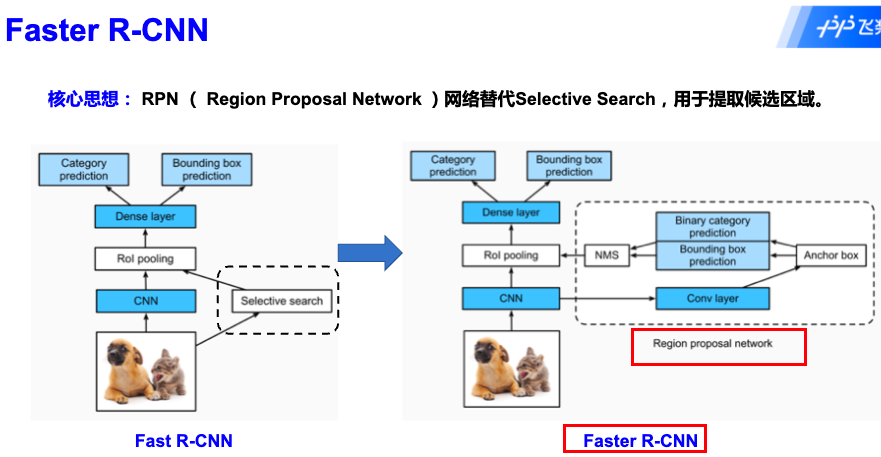 Faster R-CNN
飞桨
核心思想： RPN （ Region Proposal Network ）网络替代Selective Search，用于提取候选区域。
Category
prediction
Bounding box
prediction
Dense layer
RoI pooling
CNN
Selective search
Fast R-CNN
Category
prediction
Bounding box
prediction
Dense layer
RoI pooling
CNN
NMS
Binary category
prediction
Bounding box
prediction
Anchor box
Conv layer
Region proposal network
Faster R-CNN